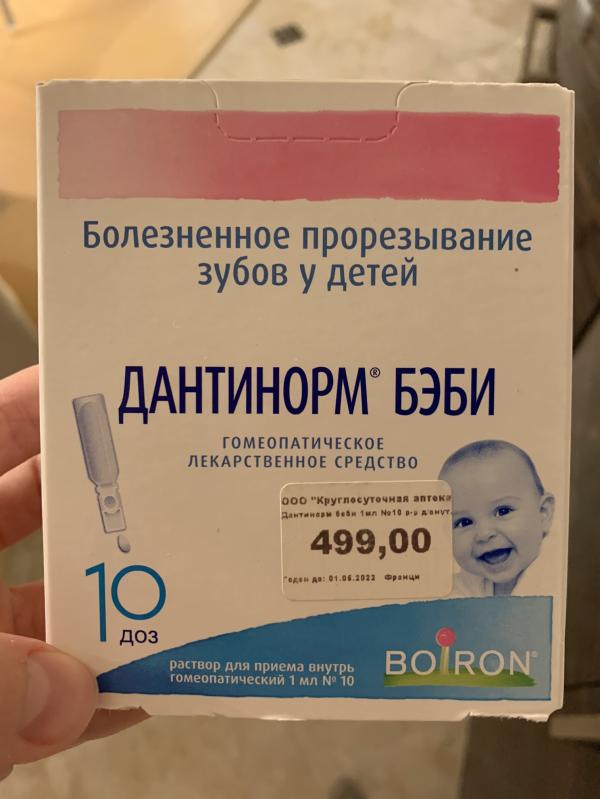 Болезненное прорезывание
зубов у детей
ДАНТИНОРМ® БЭБИ
ГОМЕОПАТИЧЕСКОЕ
ЛЕКАРСТВЕННОЕ СРЕДСТВО
ООО "Круглосуточная аптека
Дантинорм бэби 1мл №10 р-р д/внут.
499,00
Годен до: 01.05.2022 Франци
10
доз
раствор для приема внутрь
гомеопатический 1 мл № 10
BOIRON®